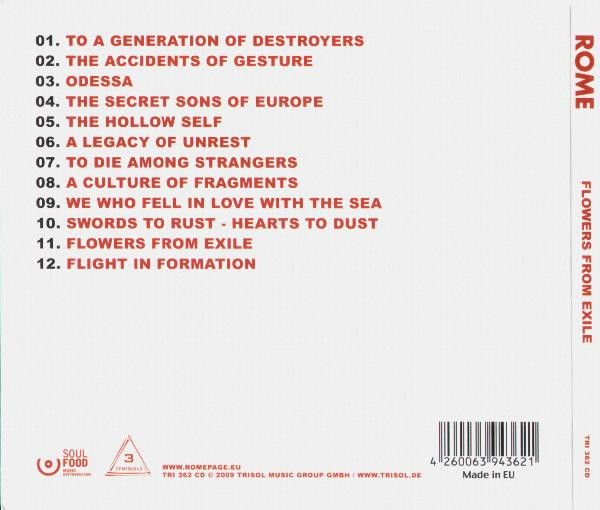 01. TO A GENERATION OF DESTROYERS
02. THE ACCIDENTS OF GESTURE
03. ODESSA
04. THE SECRET SONS OF EUROPE
05. THE HOLLOW SELF
06. A LEGACY OF UNREST
07. TO DIE AMONG STRANGERS
08. A CULTURE OF FRAGMENTS
09. WE WHO FELL IN LOVE WITH THE SEA
10. SWORDS TO RUST - HEARTS TO DUST
11. FLOWERS FROM EXILE
12. FLIGHT IN FORMATION
SOUL
FOOD
MUSIC
DISTRIBUTION
3
[TRISOL]
WWW.ROMEPAGE.EU
TRI 362 CD © 2009 TRISOL MUSIC GROUP GMBH / WWW.TRISOL.DE
4 260063 943621
Made in EU
ROME
FLOWERS FROM EXILE
TRI 362 CD